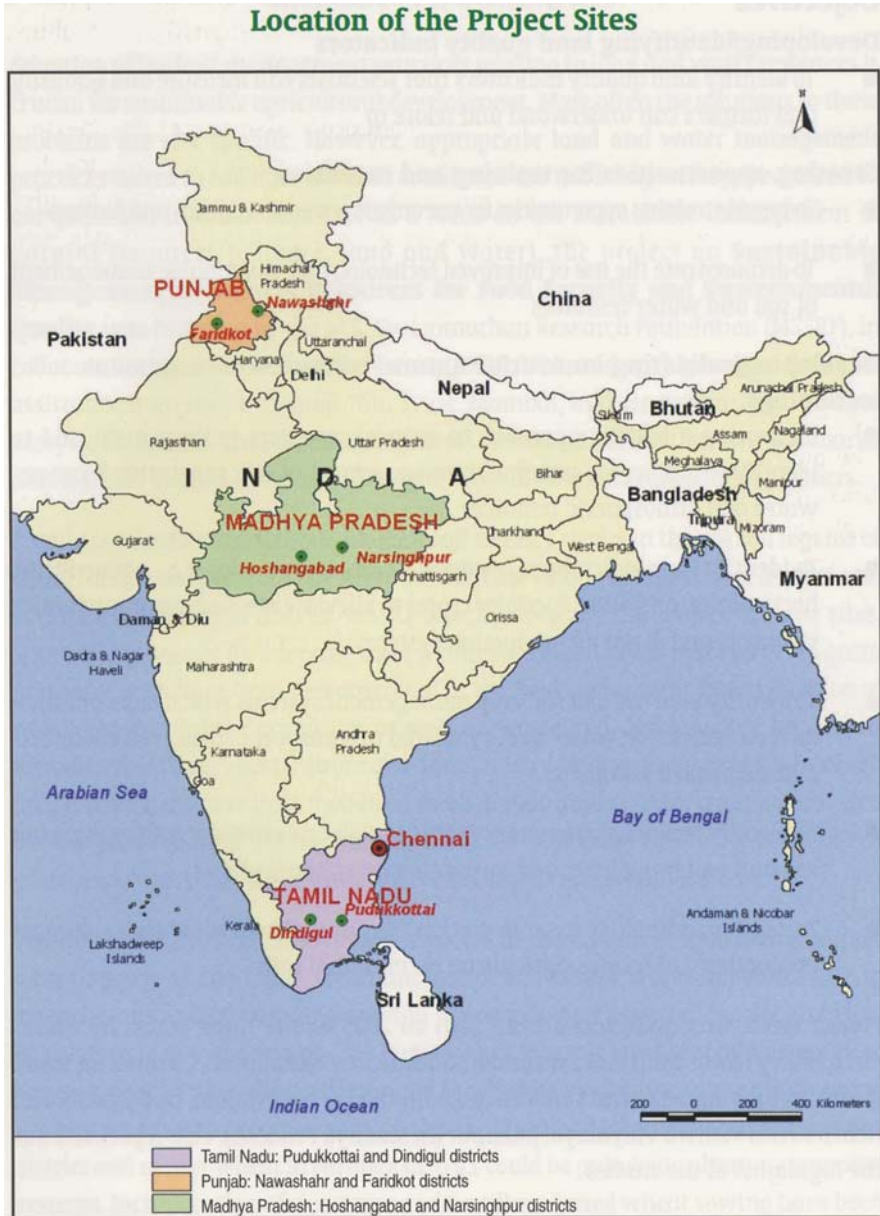 Location of the Project Sites
Jammu & Kashmir
Himachal
Pradesh
PUNJAB
Nawashahr
Faridkot
China
Pakistan
Uttaranchal
Haryana
Delhi
Nepal
Arunachal Pradesh
Sikkim
Bhutan
Rajasthan
Uttar Pradesh
Assam
Nagaland
Meghalaya
INDIA
Bihar
Manipur
Bangladesh
MADHYA PRADESH
Tripura
Mizoram
Jharkhand
Gujarat
West Bengal
Hoshangabad
Narsinghpur
Chhattisgarh
Myanmar
Daman & Diu
Orissa
Dadra & Nagar
Haveli
Maharashtra
Andhra
Pradesh
Karnataka
Goa
Arabian Sea
Bay of Bengal
Chennai
TAMIL NADU
Pudukkottai
Dindigul
Kerala
Andaman & Nicobar
Islands
Lakshadweep
Islands
Sri Lanka
Indian Ocean
200 0 200 400 Kilometers
Tamil Nadu: Pudukkottai and Dindigul districts
Punjab: Nawashahr and Faridkot districts
Madhya Pradesh: Hoshangabad and Narsinghpur districts